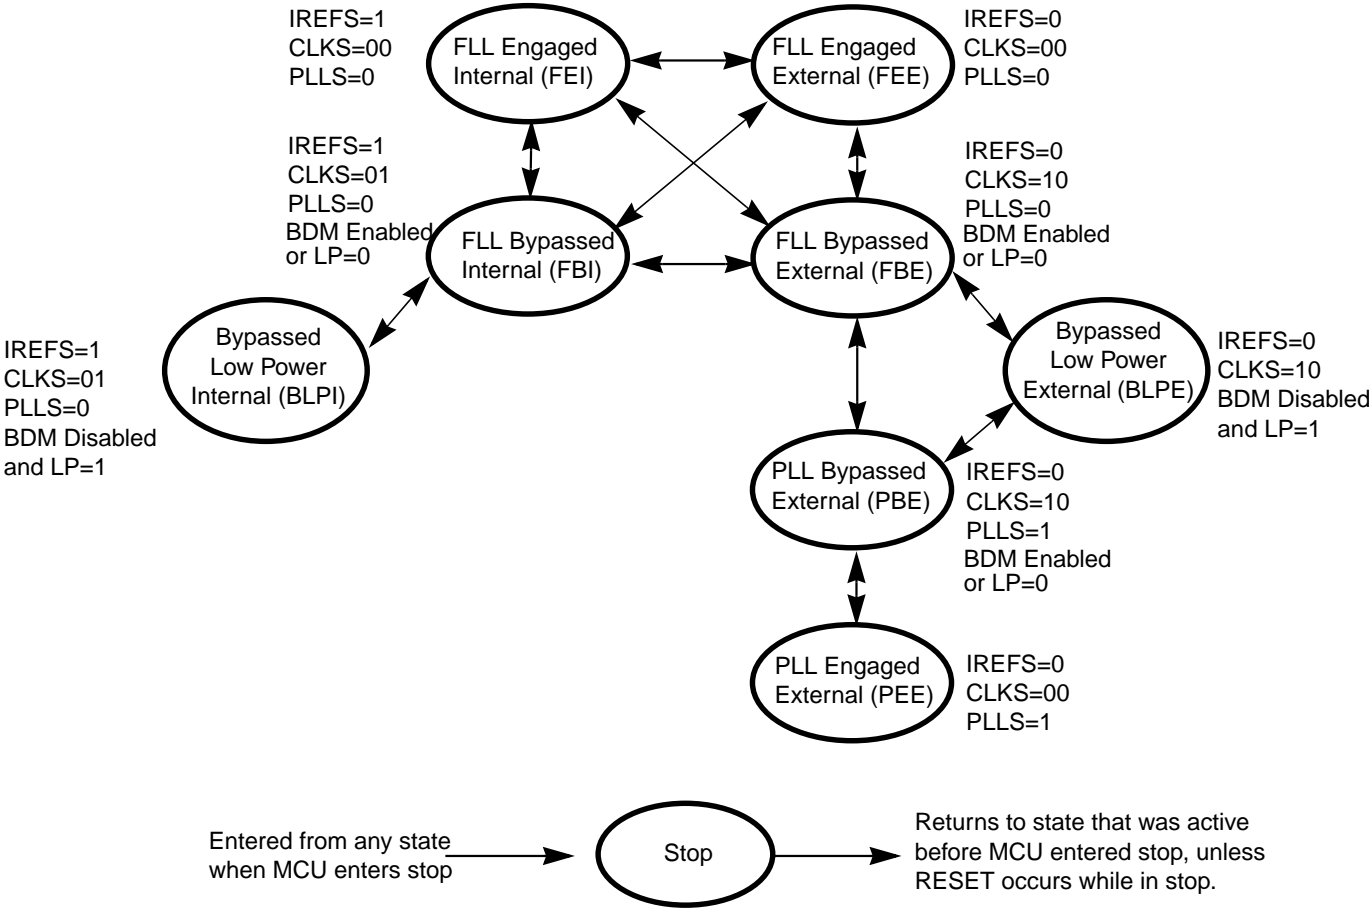 IREFS=1
CLKS=00
PLLS=0
FLL Engaged
Internal (FEI)
FLL Engaged
External (FEE)
IREFS=0
CLKS=00
PLLS=0
IREFS=1
CLKS=01
PLLS=0
BDM Enabled
or LP=0
FLL Bypassed
Internal (FBI)
FLL Bypassed
External (FBE)
IREFS=0
CLKS=10
PLLS=0
BDM Enabled
or LP=0
IREFS=1
CLKS=01
PLLS=0
BDM Disabled
and LP=1
Bypassed
Low Power
Internal (BLPI)
Bypassed
Low Power
External (BLPE)
IREFS=0
CLKS=10
BDM Disabled
and LP=1
PLL Bypassed
External (PBE)
IREFS=0
CLKS=10
PLLS=1
BDM Enabled
or LP=0
PLL Engaged
External (PEE)
IREFS=0
CLKS=00
PLLS=1
Entered from any state
when MCU enters stop
Stop
Returns to state that was active
before MCU entered stop, unless
RESET occurs while in stop.